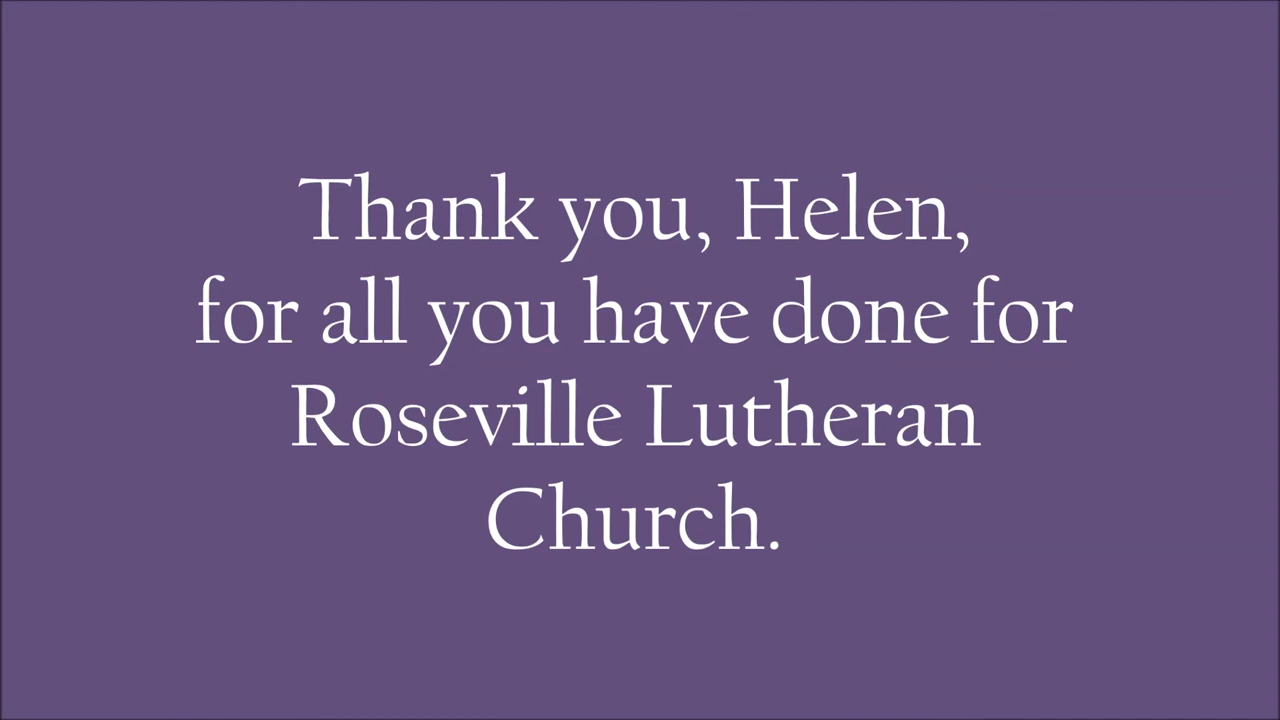 Thank you, Helen,
for all you have done for
Roseville Lutheran
Church.